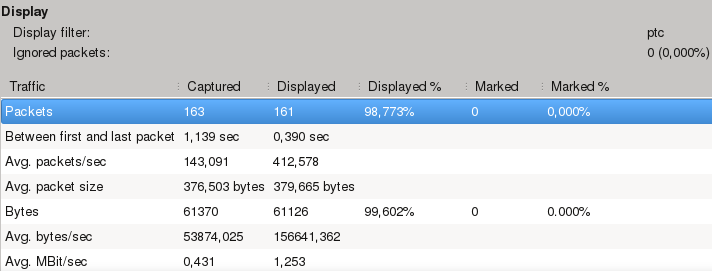 Display
Display filter: ptc
Ignored packets: 0 (0,000%)
Traffic Captured Displayed Displayed % Marked Marked %
Packets 163 161 98,773% 0 0,000%
Between first and last packet 1,139 sec 0,390 sec
Avg. packets/sec 143,091 412,578
Avg. packet size 376,503 bytes 379,665 bytes
Bytes 61370 61126 99,602% 0 0.000%
Avg. bytes/sec 53874,025 156641,362
Avg. MBit/sec 0,431 1,253